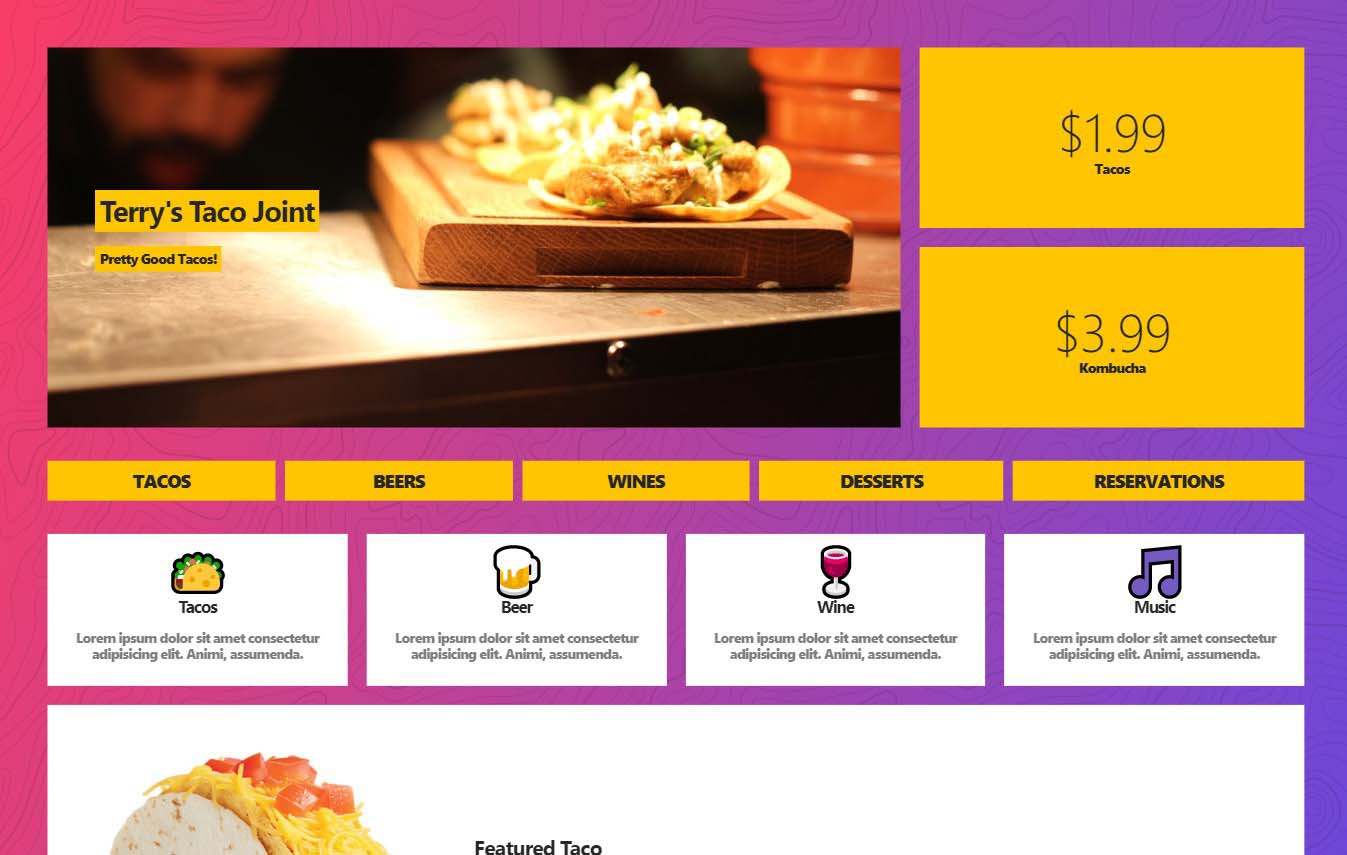 Terry's Taco Joint
Pretty Good Tacos!
$1.99
Tacos
$3.99
Kombucha
TACOS
BEERS
WINES
DESSERTS
RESERVATIONS
Tacos
Lorem ipsum dolor sit amet consectetur
adipisicing elit. Animi, assumenda.
Beer
Lorem ipsum dolor sit amet consectetur
adipisicing elit. Animi, assumenda.
Wine
Lorem ipsum dolor sit amet consectetur
adipisicing elit. Animi, assumenda.
Music
Lorem ipsum dolor sit amet consectetur
adipisicing elit. Animi, assumenda.
Featured Taco